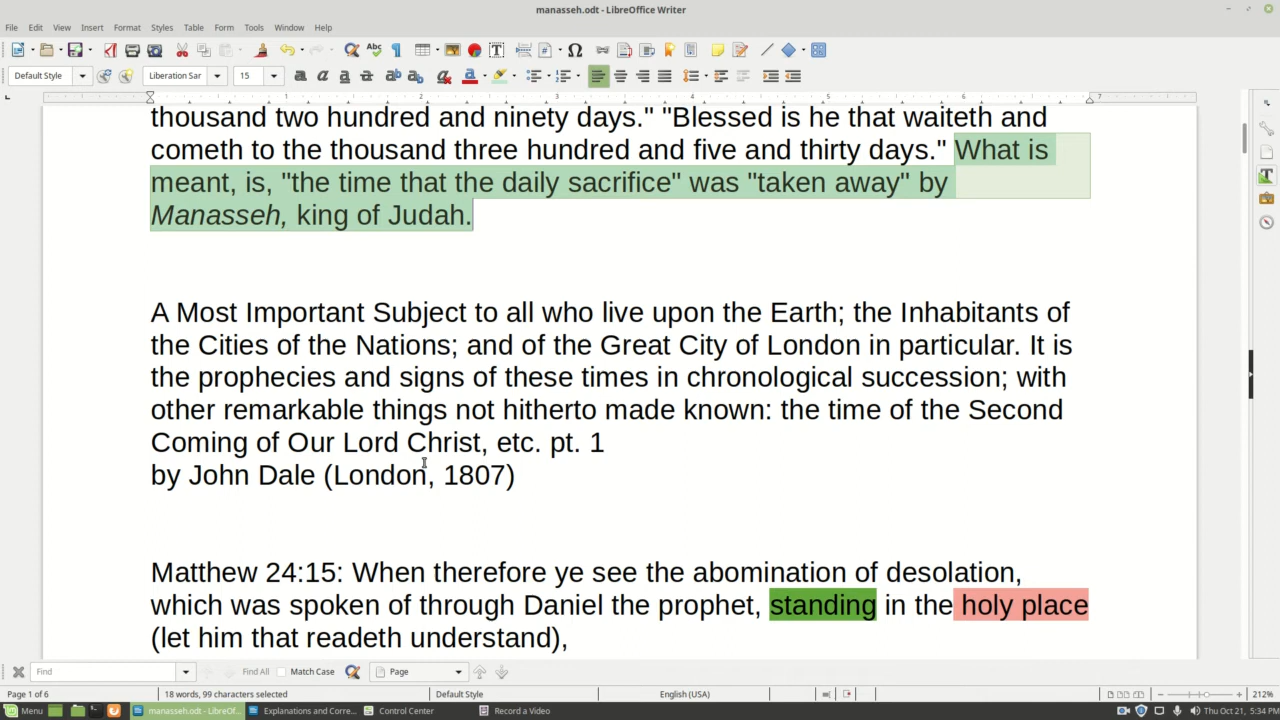 manasseh.odt - LibreOffice Writer
File Edit View Insert Format Styles Table Form Tools Window Help
Default Style Liberation Sar 15
1 2 3 4 5 6 7
thousand two hundred and ninety days." "Blessed is he that waiteth and
cometh to the thousand three hundred and five and thirty days." What is
meant, is, "the time that the daily sacrifice" was "taken away" by
Manasseh, king of Judah.
A Most Important Subject to all who live upon the Earth; the Inhabitants of
the Cities of the Nations; and of the Great City of London in particular. It is
the prophecies and signs of these times in chronological succession; with
other remarkable things not hitherto made known: the time of the Second
Coming of Our Lord Christ, etc. pt. 1
by John Dale (London, 1807)
Matthew 24:15: When therefore ye see the abomination of desolation,
which was spoken of through Daniel the prophet, standing in the holy place
(let him that readeth understand),
Find Find All Match Case Page
Page 1 of 6 18 words, 99 characters selected Default Style English (USA) 212%
Menu manasseh.odt - LibreOf... Explanations and Corre... Control Center Record a Video Thu Oct 21, 5:34 PM